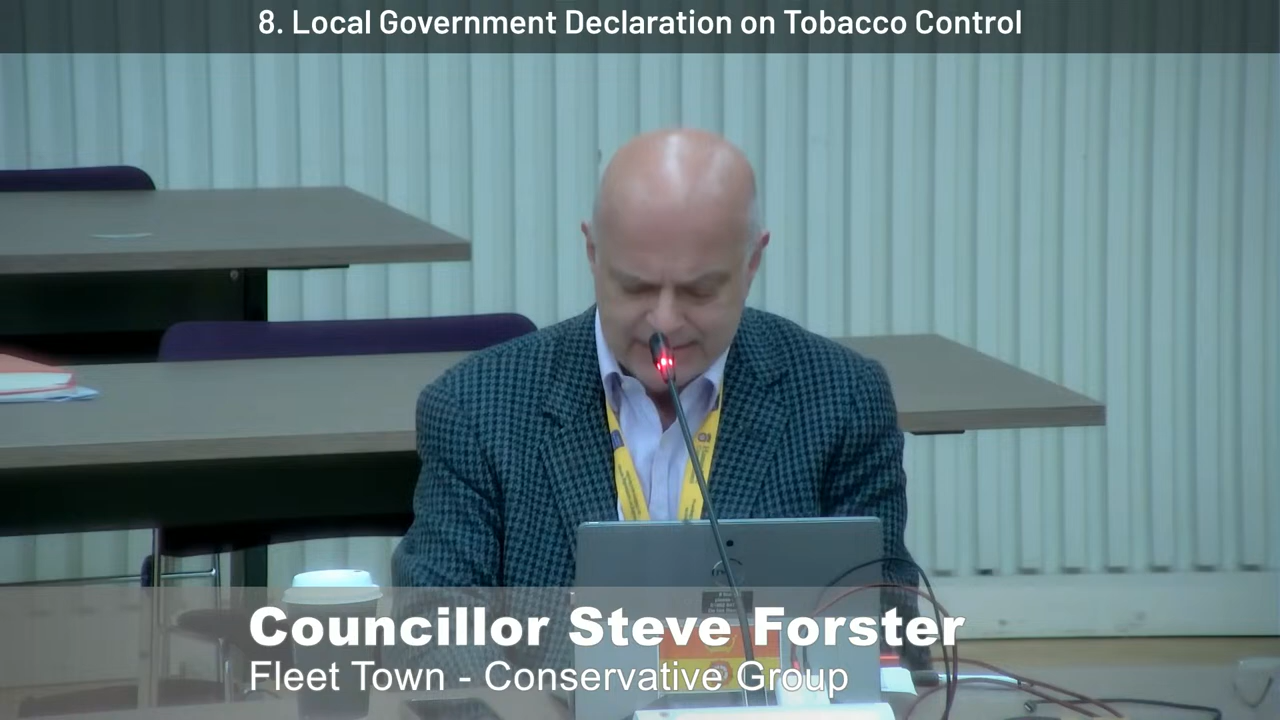 8. Local Government Declaration on Tobacco Control
Councillor Steve Forster
Fleet Town - Conservative Group